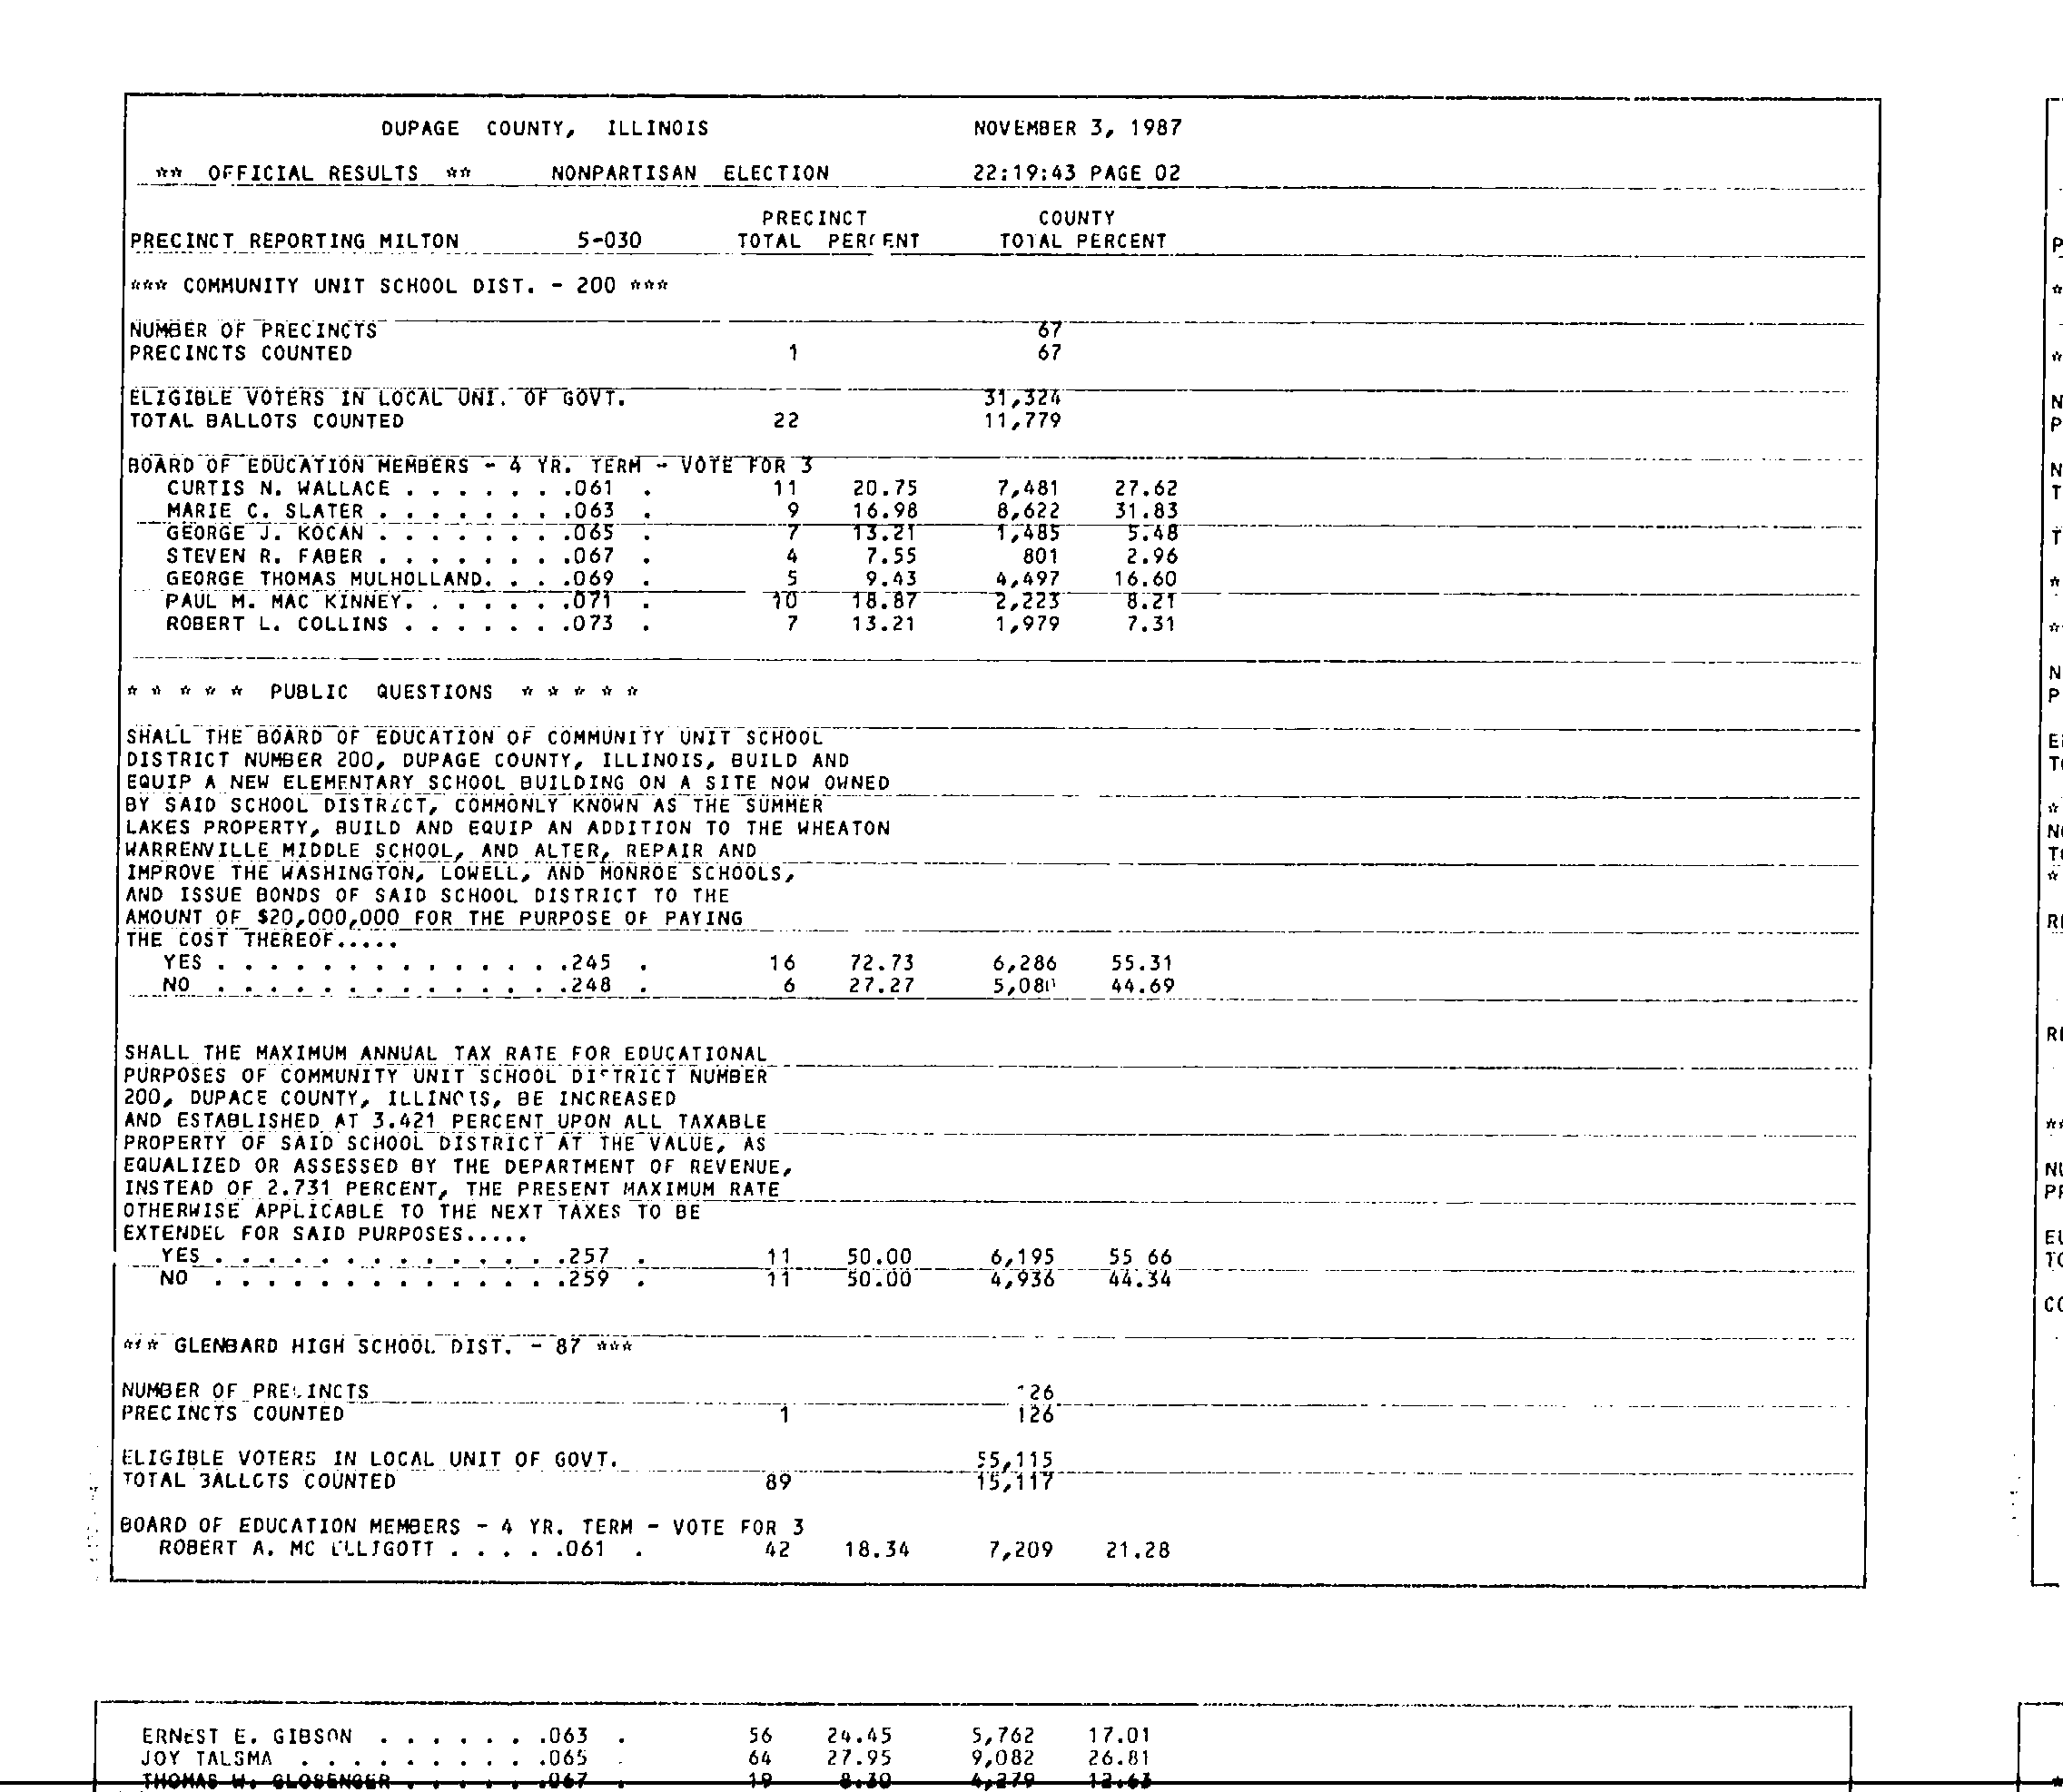 DUPAGE COUNTY, ILLINOIS NOVEMBER 3, 1987
** OFFICIAL RESULTS ** NONPARTISAN ELECTION 22:19:43 PAGE 02
PRECINCT COUNTY
PRECINCT REPORTING MILTON 5-030 TOTAL PERCENT TOTAL PERCENT
*** COMMUNITY UNIT SCHOOL DIST. - 200 ***
NUMBER OF PRECINCTS 67
PRECINCTS COUNTED 1 67
ELIGIBLE VOTERS IN LOCAL UNI. OF GOVT. 31,324
TOTAL BALLOTS COUNTED 22 11,779
BOARD OF EDUCATION MEMBERS - 4 YR. TERM - VOTE FOR 3
CURTIS N. WALLACE . . . . . . .061 . 11 20.75 7,481 27.62
MARIE C. SLATER . . . . . . . .063 . 9 16.98 8,622 31.83
GEORGE J. KOCAN . . . . . . . .065 . 7 13.21 1,485 5.48
STEVEN R. FABER . . . . . . . .067 . 4 7.55 801 2.96
GEORGE THOMAS MULHOLLAND. . . .069 . 5 9.43 4,497 16.60
PAUL M. MAC KINNEY. . . . . . .071 . 10 18.87 2,223 8.21
ROBERT L. COLLINS . . . . . . .073 . 7 13.21 1,979 7.31
* * * * * PUBLIC QUESTIONS * * * * *
SHALL THE BOARD OF EDUCATION OF COMMUNITY UNIT SCHOOL
DISTRICT NUMBER 200, DUPAGE COUNTY, ILLINOIS, BUILD AND
EQUIP A NEW ELEMENTARY SCHOOL BUILDING ON A SITE NOW OWNED
BY SAID SCHOOL DISTRICT, COMMONLY KNOWN AS THE SUMMER
LAKES PROPERTY, BUILD AND EQUIP AN ADDITION TO THE WHEATON
WARRENVILLE MIDDLE SCHOOL, AND ALTER, REPAIR AND
IMPROVE THE WASHINGTON, LOWELL, AND MONROE SCHOOLS,
AND ISSUE BONDS OF SAID SCHOOL DISTRICT TO THE
AMOUNT OF $20,000,000 FOR THE PURPOSE OF PAYING
THE COST THEREOF.....
YES . . . . . . . . . . . . . .245 . 16 72.73 6,286 55.31
NO . . . . . . . . . . . . . .248 . 6 27.27 5,080 44.69
SHALL THE MAXIMUM ANNUAL TAX RATE FOR EDUCATIONAL
PURPOSES OF COMMUNITY UNIT SCHOOL DISTRICT NUMBER
200, DUPAGE COUNTY, ILLINOIS, BE INCREASED
AND ESTABLISHED AT 3.421 PERCENT UPON ALL TAXABLE
PROPERTY OF SAID SCHOOL DISTRICT AT THE VALUE, AS
EQUALIZED OR ASSESSED BY THE DEPARTMENT OF REVENUE,
INSTEAD OF 2.731 PERCENT, THE PRESENT MAXIMUM RATE
OTHERWISE APPLICABLE TO THE NEXT TAXES TO BE
EXTENDED FOR SAID PURPOSES.....
YES . . . . . . . . . . . . . .257 . 11 50.00 6,195 55 66
NO . . . . . . . . . . . . . .259 . 11 50.00 4,936 44.34
*** GLENBARD HIGH SCHOOL DIST. - 87 ***
NUMBER OF PRECINCTS 126
PRECINCTS COUNTED 1 126
ELIGIBLE VOTERS IN LOCAL UNIT OF GOVT. 55,115
TOTAL BALLOTS COUNTED 89 15,117
BOARD OF EDUCATION MEMBERS - 4 YR. TERM - VOTE FOR 3
ROBERT A. MC ELLIGOTT . . . . .061 . 42 18.34 7,209 21.28
ERNEST E. GIBSON . . . . . . .063 . 56 24.45 5,762 17.01
JOY TALSMA . . . . . . . . . .065 . 64 27.95 9,082 26.81
THOMAS W. GLOSENGER . . . . . .067 . 19 8.30 4,279 12.63